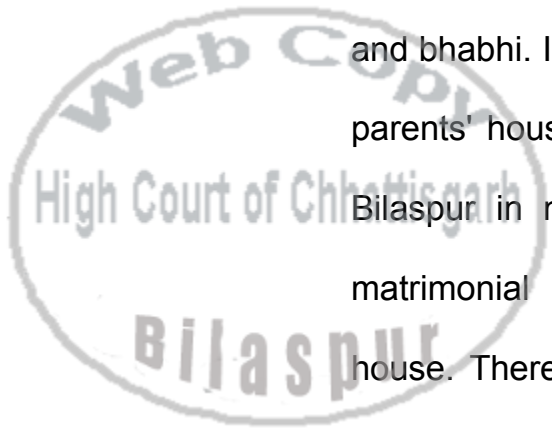 Web Copy
and bhabhi.
parents' hous
High Court of Chhattisgarh
Bilaspur in
matrimonial
Bilaspur
house. There